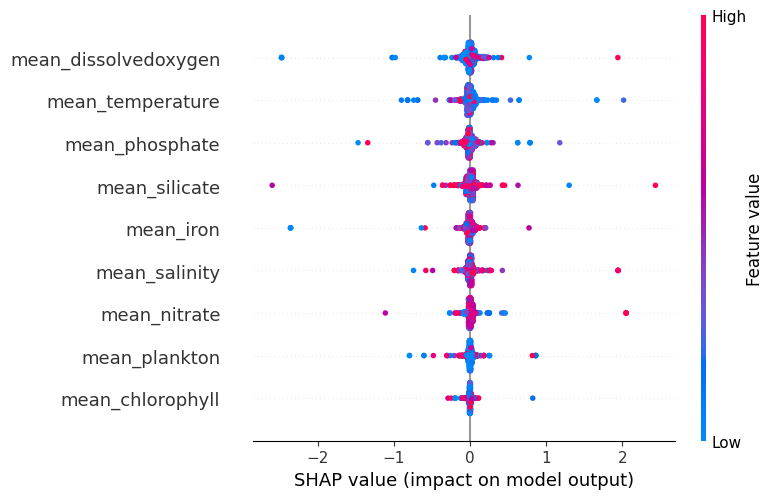 High
mean_dissolvedoxygen
mean_temperature
mean_phosphate
mean_silicate
mean_iron
mean_salinity
mean_nitrate
mean_plankton
mean_chlorophyll
Feature value
Low
−2 −1 0 1 2
SHAP value (impact on model output)